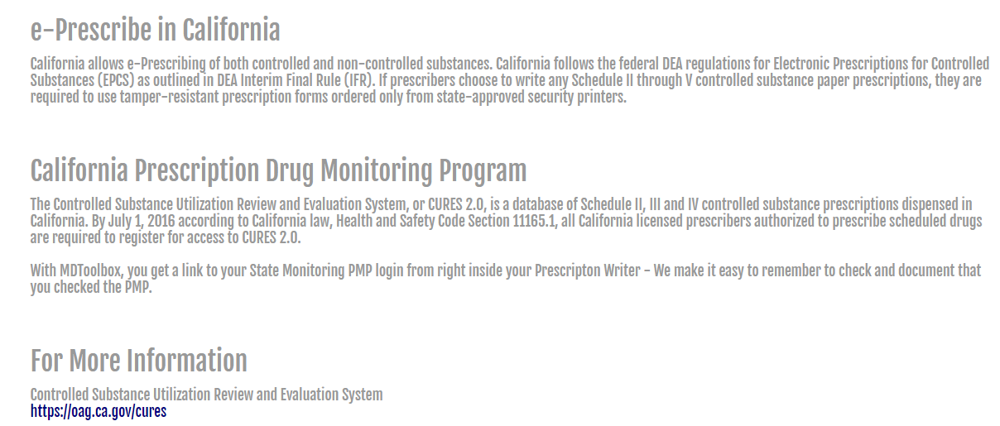 e-Prescribe in California
California allows e-Prescribing of both controlled and non-controlled substances. California follows the federal DEA regulations for Electronic Prescriptions for Controlled
Substances (EPCS) as outlined in DEA Interim Final Rule (IFR). If prescribers choose to write any Schedule II through V controlled substance paper prescriptions, they are
required to use tamper-resistant prescription forms ordered only from state-approved security printers.
California Prescription Drug Monitoring Program
The Controlled Substance Utilization Review and Evaluation System, or CURES 2.0, is a database of Schedule II, III and IV controlled substance prescriptions dispensed in
California. By July 1, 2016 according to California law, Health and Safety Code Section 11165.1, all California licensed prescribers authorized to prescribe scheduled drugs
are required to register for access to CURES 2.0.
With MDToolbox, you get a link to your State Monitoring PMP login from right inside your Prescripton Writer - We make it easy to remember to check and document that
you checked the PMP.
For More Information
Controlled Substance Utilization Review and Evaluation System
https://oag.ca.gov/cures